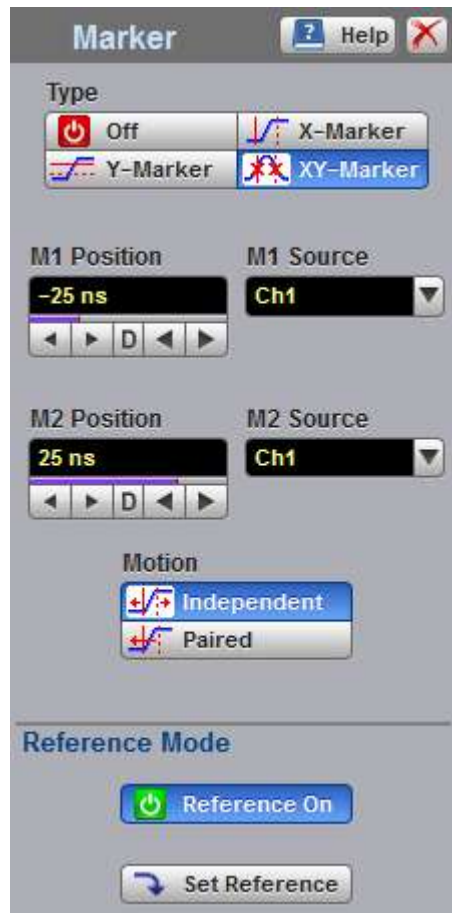 Marker ? Help
Type
Off X-Marker
Y-Marker XY-Marker
M1 Position M1 Source
-25 ns Ch1
D
M2 Position M2 Source
25 ns Ch1
D
Motion
Independent
Paired
Reference Mode
Reference On
Set Reference